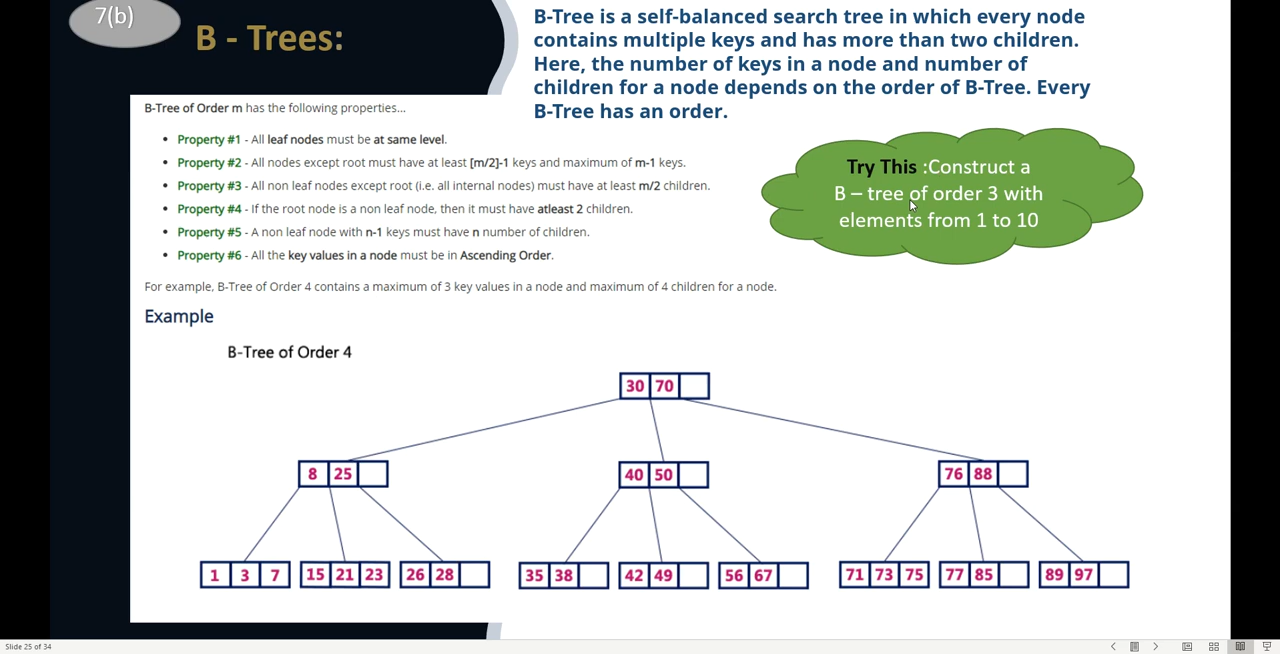 7(b)
B - Trees:
B-Tree is a self-balanced search tree in which every node
contains multiple keys and has more than two children.
Here, the number of keys in a node and number of
children for a node depends on the order of B-Tree. Every
B-Tree has an order.
B-Tree of Order m has the following properties...
• Property #1 - All leaf nodes must be at same level.
• Property #2 - All nodes except root must have at least [m/2]-1 keys and maximum of m-1 keys.
• Property #3 - All non leaf nodes except root (i.e. all internal nodes) must have at least m/2 children.
• Property #4 - If the root node is a non leaf node, then it must have atleast 2 children.
• Property #5 - A non leaf node with n-1 keys must have n number of children.
• Property #6 - All the key values in a node must be in Ascending Order.
For example, B-Tree of Order 4 contains a maximum of 3 key values in a node and maximum of 4 children for a node.
Try This :Construct a
B – tree of order 3 with
elements from 1 to 10
Example
B-Tree of Order 4
30 70
8 25
40 50
76 88
1 3 7
15 21 23
26 28
35 38
42 49
56 67
71 73 75
77 85
89 97
Slide 25 of 34